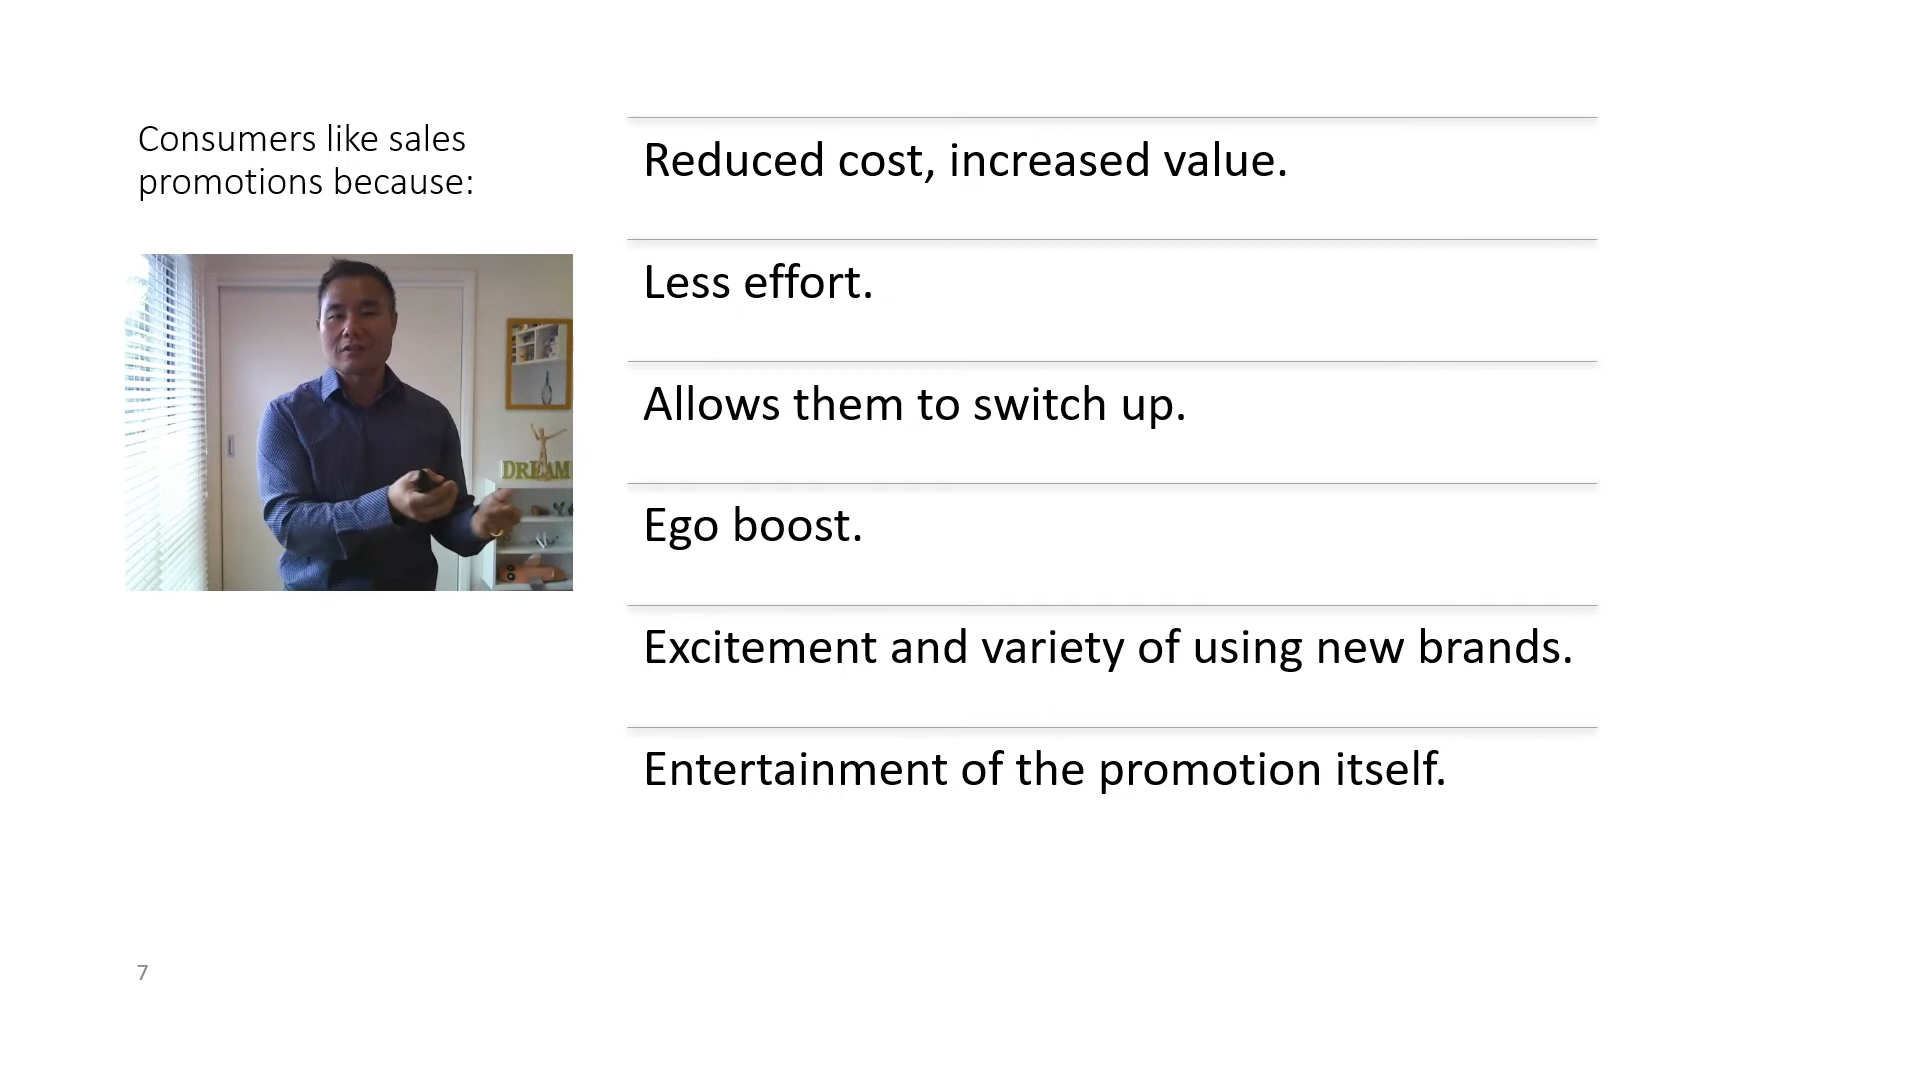 Consumers like sales
promotions because:
Reduced cost, increased value.
Less effort.
Allows them to switch up.
Ego boost.
Excitement and variety of using new brands.
Entertainment of the promotion itself.
DREAM
7